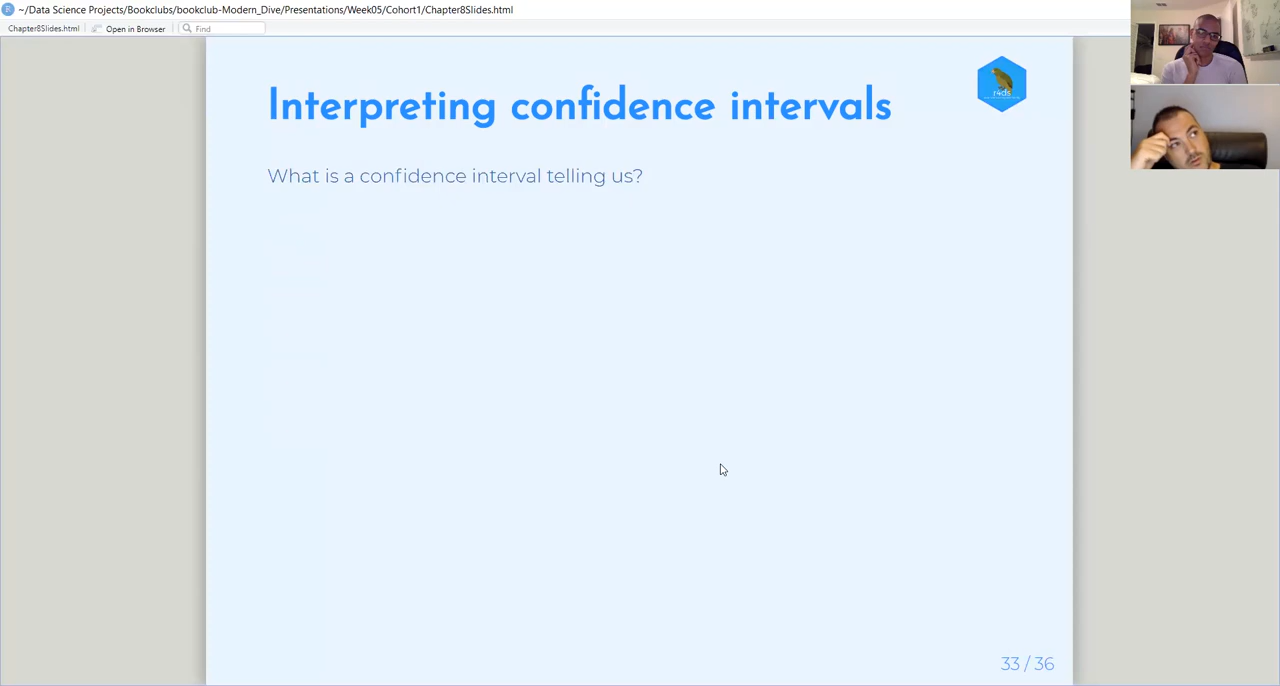 ~/Data Science Projects/Bookclubs/bookclub-Modern_Dive/Presentations/Week05/Cohort1/Chapter8Slides.html
Chapter8Slides.html Open in Browser Find
Interpreting confidence intervals
r4ds
What is a confidence interval telling us?
33 / 36